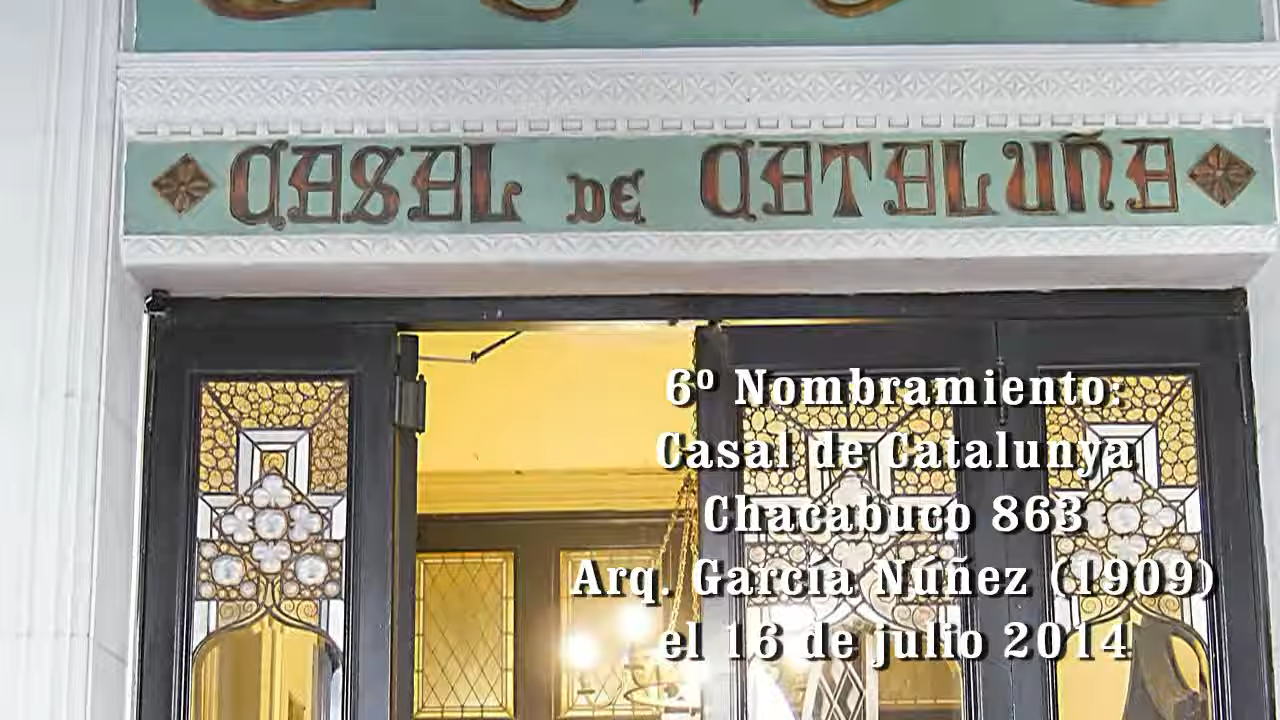 CASAL DE CATALUÑA
6º Nombramiento:
Casal de Catalunya
Chacabuco 863
Arq. García Núñez (1909)
el 16 de julio 2014